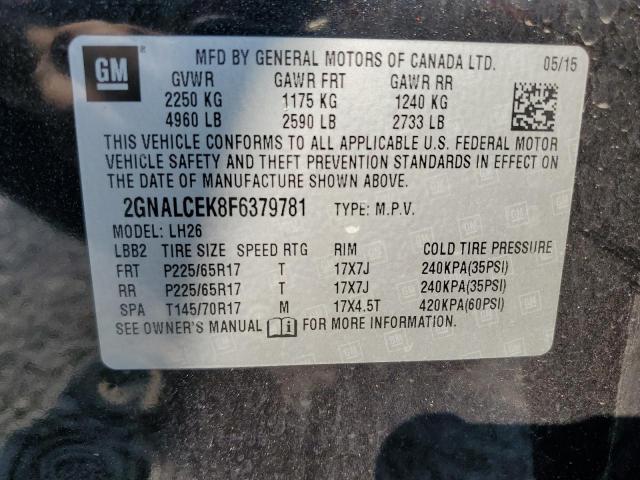 GM
MFD BY GENERAL MOTORS OF CANADA LTD. 05/15
GVWR GAWR FRT GAWR RR
2250 KG 1175 KG 1240 KG
4960 LB 2590 LB 2733 LB
THIS VEHICLE CONFORMS TO ALL APPLICABLE U.S. FEDERAL MOTOR
VEHICLE SAFETY AND THEFT PREVENTION STANDARDS IN EFFECT ON
THE DATE OF MANUFACTURE SHOWN ABOVE.
2GNALCEK8F6379781 TYPE: M.P.V.
MODEL: LH26
LBB2 TIRE SIZE SPEED RTG RIM COLD TIRE PRESSURE
FRT P225/65R17 T 17X7J 240KPA(35PSI)
RR P225/65R17 T 17X7J 240KPA(35PSI)
SPA T145/70R17 M 17X4.5T 420KPA(60PSI)
SEE OWNER'S MANUAL FOR MORE INFORMATION.